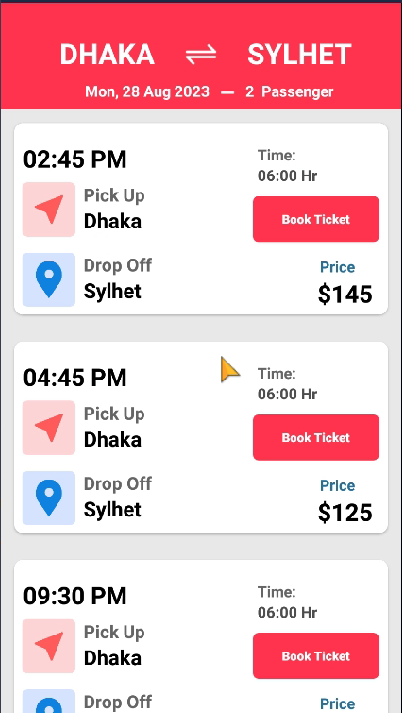 DHAKA ⇌ SYLHET
Mon, 28 Aug 2023 — 2 Passenger
02:45 PM
Time:
06:00 Hr
Pick Up
Dhaka
Book Ticket
Drop Off
Sylhet
Price
$145
04:45 PM
Time:
06:00 Hr
Pick Up
Dhaka
Book Ticket
Drop Off
Sylhet
Price
$125
09:30 PM
Time:
06:00 Hr
Pick Up
Dhaka
Book Ticket
Drop Off
Price